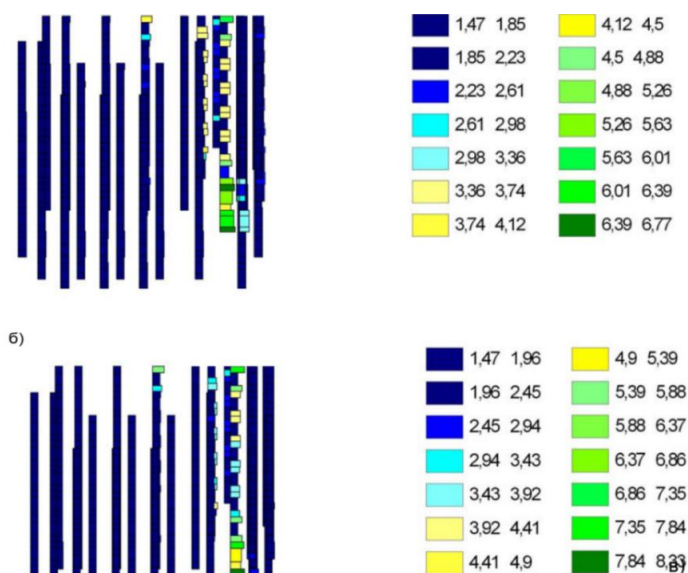 1,47 1,85 4,12 4,5
1,85 2,23 4,5 4,88
2,23 2,61 4,88 5,26
2,61 2,98 5,26 5,63
2,98 3,36 5,63 6,01
3,36 3,74 6,01 6,39
3,74 4,12 6,39 6,77
б)
1,47 1,96 4,9 5,39
1,96 2,45 5,39 5,88
2,45 2,94 5,88 6,37
2,94 3,43 6,37 6,86
3,43 3,92 6,86 7,35
3,92 4,41 7,35 7,84
4,41 4,9 7,84 8,33
в)